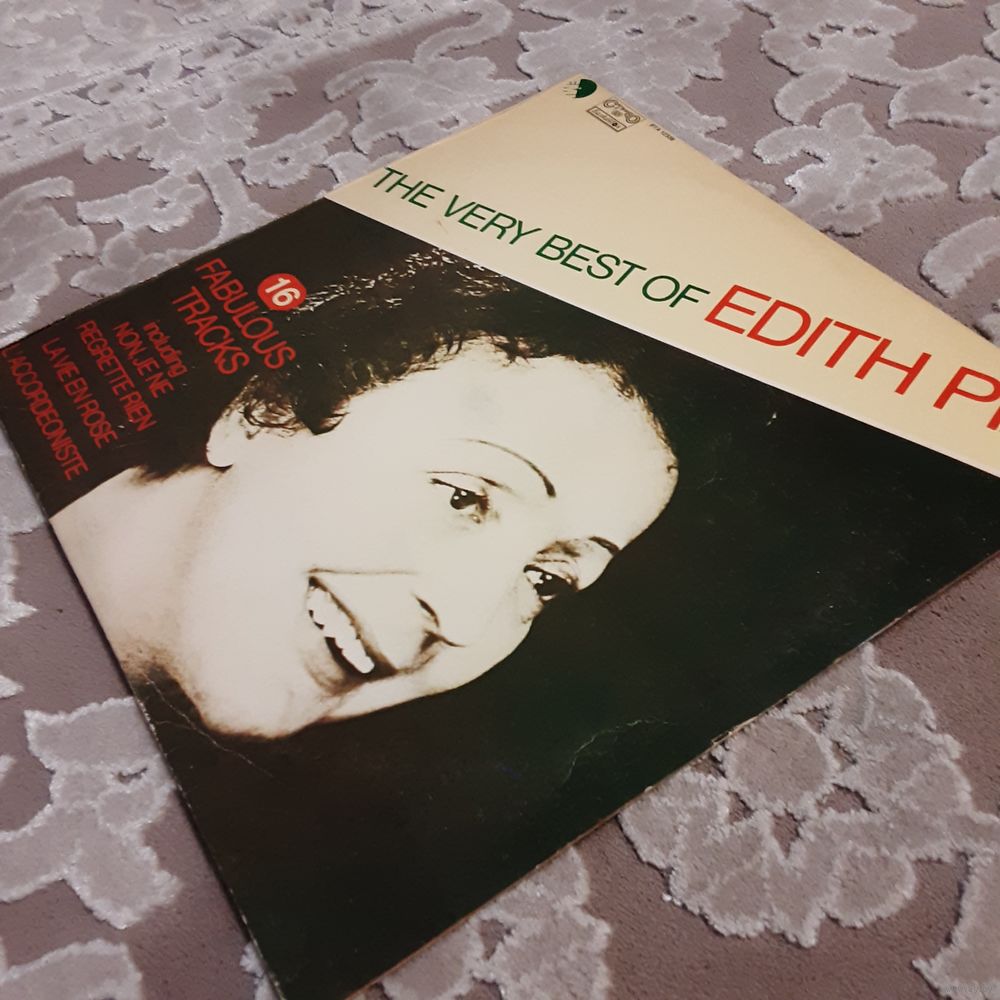 THE VERY BEST OF EDITH PI
16
FABULOUS
TRACKS
including
NON, JE NE
REGRETTE RIEN
LA VIE EN ROSE
L'ACCORDEONISTE